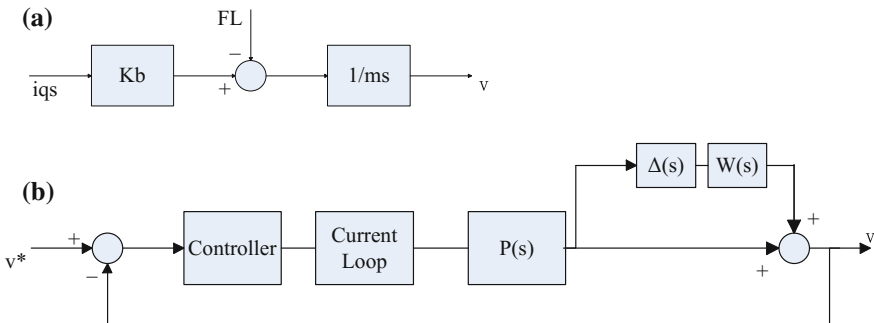 (a)
FL
−
iqs
Kb
+
1/ms
v
(b)
Δ(s)
W(s)
+
v*
+
−
Controller
Current
Loop
P(s)
+
v